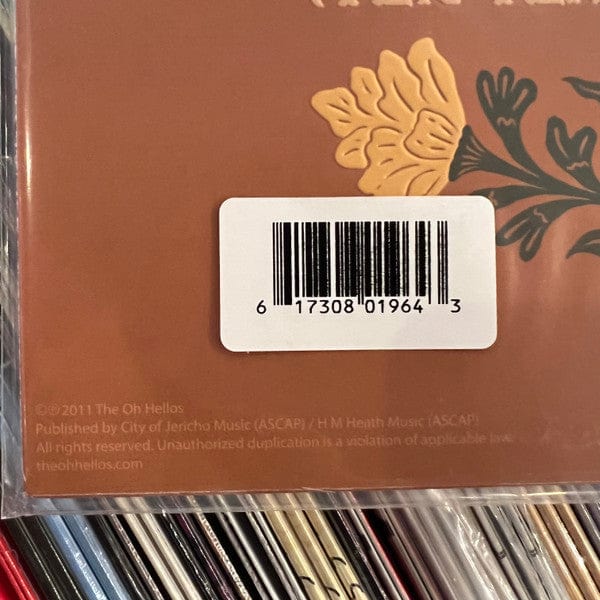 6 17308 01964 3
©℗2011 The Oh Hellos
Published by City of Jericho Music (ASCAP) / H M Heath Music (ASCAP)
All rights reserved. Unauthorized duplication is a violation of applicable law.
theohhellos.com